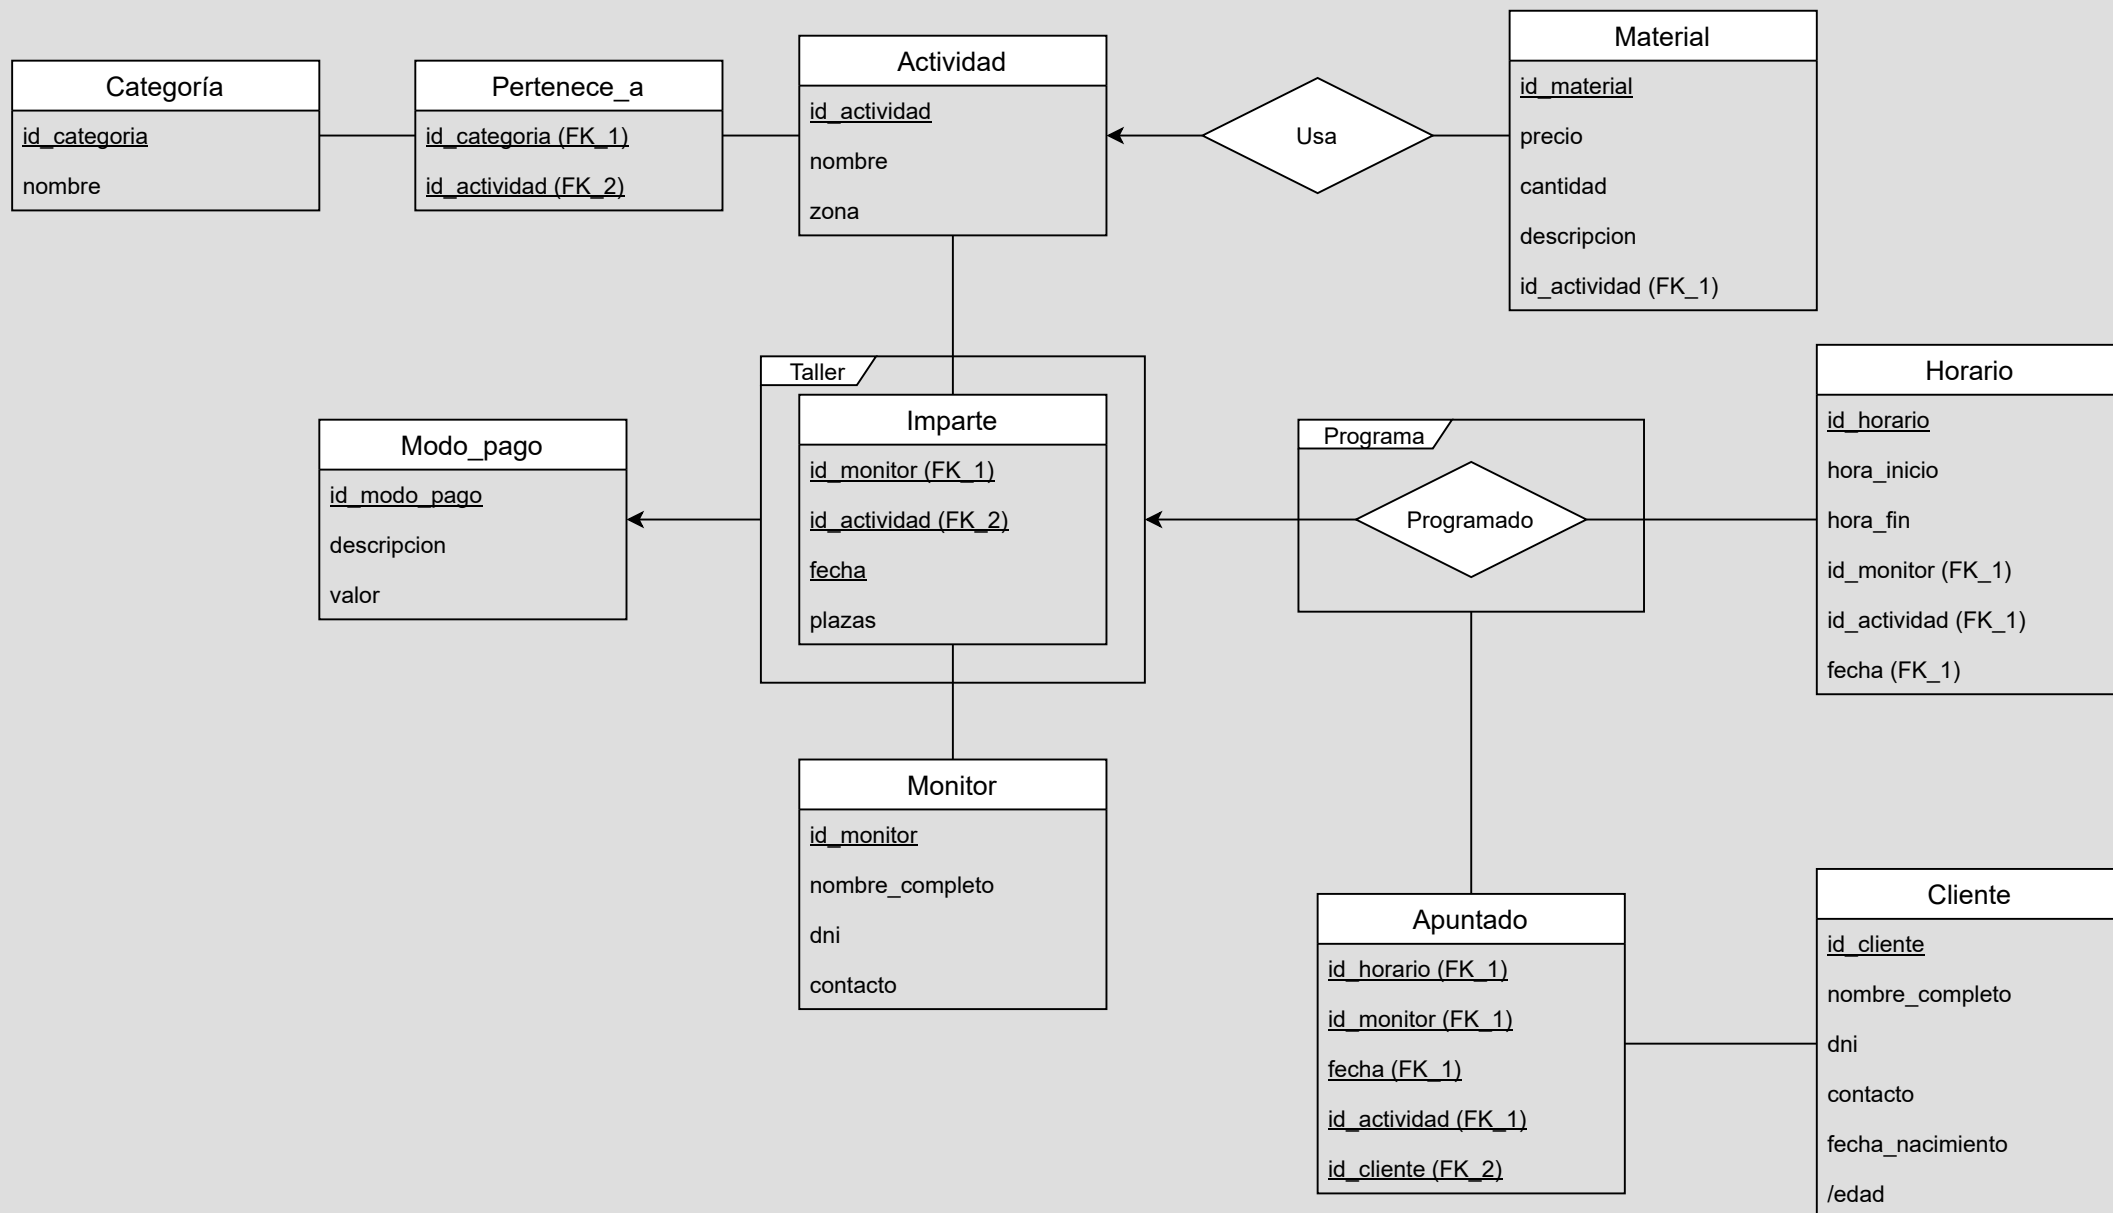 Categoría
id_categoria
nombre
Pertenece_a
id_categoria (FK_1)
id_actividad (FK_2)
Actividad
id_actividad
nombre
zona
Usa
Material
id_material
precio
cantidad
descripcion
id_actividad (FK_1)
Modo_pago
id_modo_pago
descripcion
valor
Taller
Imparte
id_monitor (FK_1)
id_actividad (FK_2)
fecha
plazas
Programa
Programado
Horario
id_horario
hora_inicio
hora_fin
id_monitor (FK_1)
id_actividad (FK_1)
fecha (FK_1)
Monitor
id_monitor
nombre_completo
dni
contacto
Apuntado
id_horario (FK_1)
id_monitor (FK_1)
fecha (FK_1)
id_actividad (FK_1)
id_cliente (FK_2)
Cliente
id_cliente
nombre_completo
dni
contacto
fecha_nacimiento
/edad